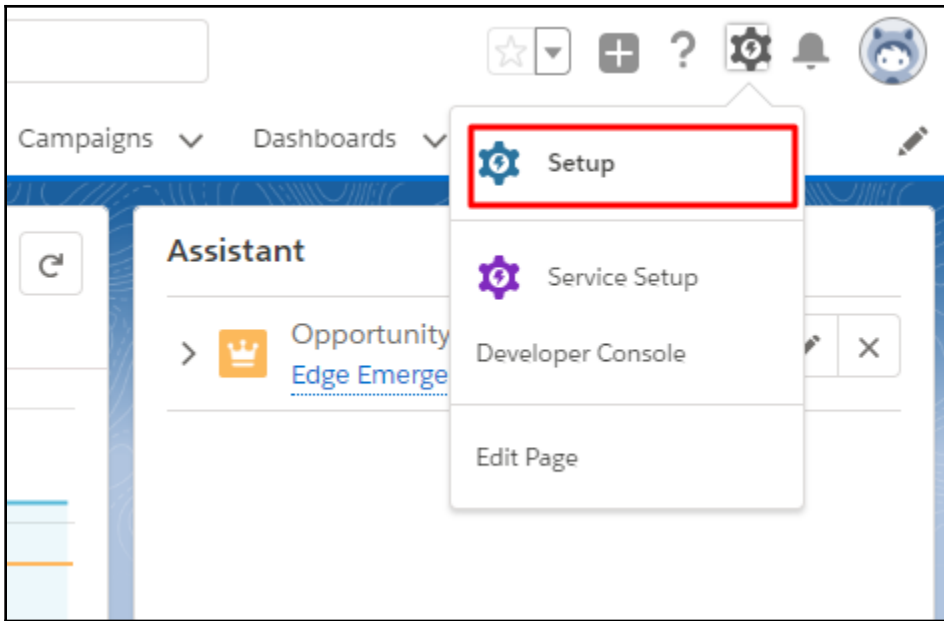 Campaigns
Dashboards
Setup
Assistant
Service Setup
Opportunity
Developer Console
Edge Emerge
Edit Page